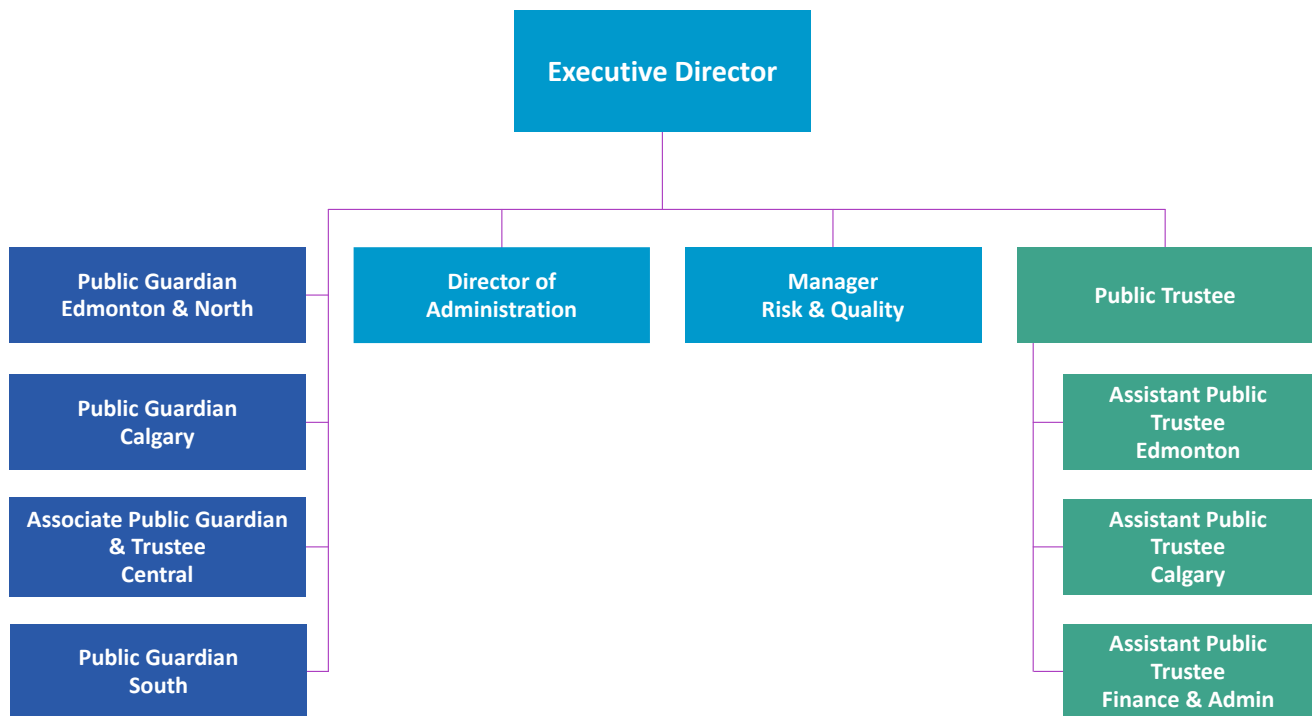 Executive Director
Public Guardian
Edmonton & North
Director of
Administration
Manager
Risk & Quality
Public Trustee
Public Guardian
Calgary
Assistant Public
Trustee
Edmonton
Associate Public Guardian
& Trustee
Central
Assistant Public
Trustee
Calgary
Public Guardian
South
Assistant Public
Trustee
Finance & Admin